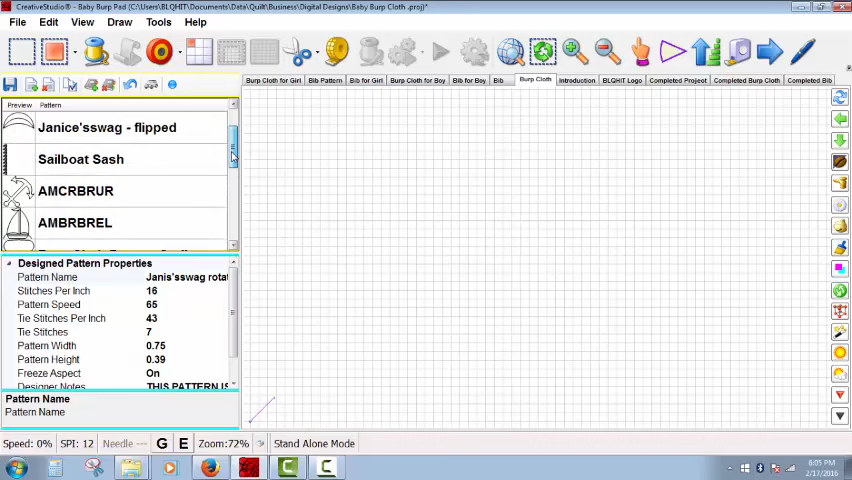 CreativeStudio® - Baby Burp Pad (C:\Users\BLQHIT\Documents\Data\Quilt\Business\Digital Designs\Baby Burp Cloth .proj)*
File Edit View Draw Tools Help
Burp Cloth for Girl Bib Pattern Bib for Girl Burp Cloth for Boy Bib for Boy Bib Burp Cloth Introduction BLQHIT Logo Completed Project Completed Burp Cloth Completed Bib
Preview Pattern
Janice'sswag - flipped
Sailboat Sash
AMCRBRUR
AMBRBREL
Designed Pattern Properties
Pattern Name Janis'sswag rotat
Stitches Per Inch 16
Pattern Speed 65
Tie Stitches Per Inch 43
Tie Stitches 7
Pattern Width 0.75
Pattern Height 0.39
Freeze Aspect On
Designer Notes THIS PATTERN IS
Pattern Name
Pattern Name
Speed: 0% SPI: 12 Needle --- G E Zoom:72% Stand Alone Mode
6:05 PM
2/17/2016